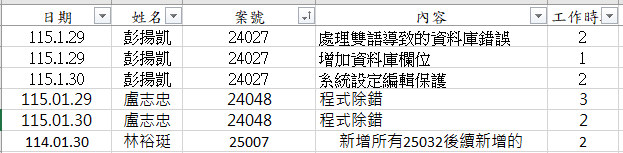 日期 姓名 案號 內容 工作時
115.1.29 彭揚凱 24027 處理雙語導致的資料庫錯誤 2
115.1.29 彭揚凱 24027 增加資料庫欄位 1
115.1.30 彭揚凱 24027 系統設定編輯保護 2
115.01.29 盧志忠 24048 程式除錯 3
115.01.30 盧志忠 24048 程式除錯 2
114.01.30 林裕珽 25007 新增所有25032後續新增的 2